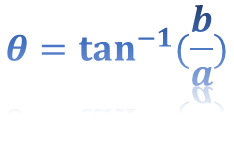 θ = tan⁻¹(b/a)